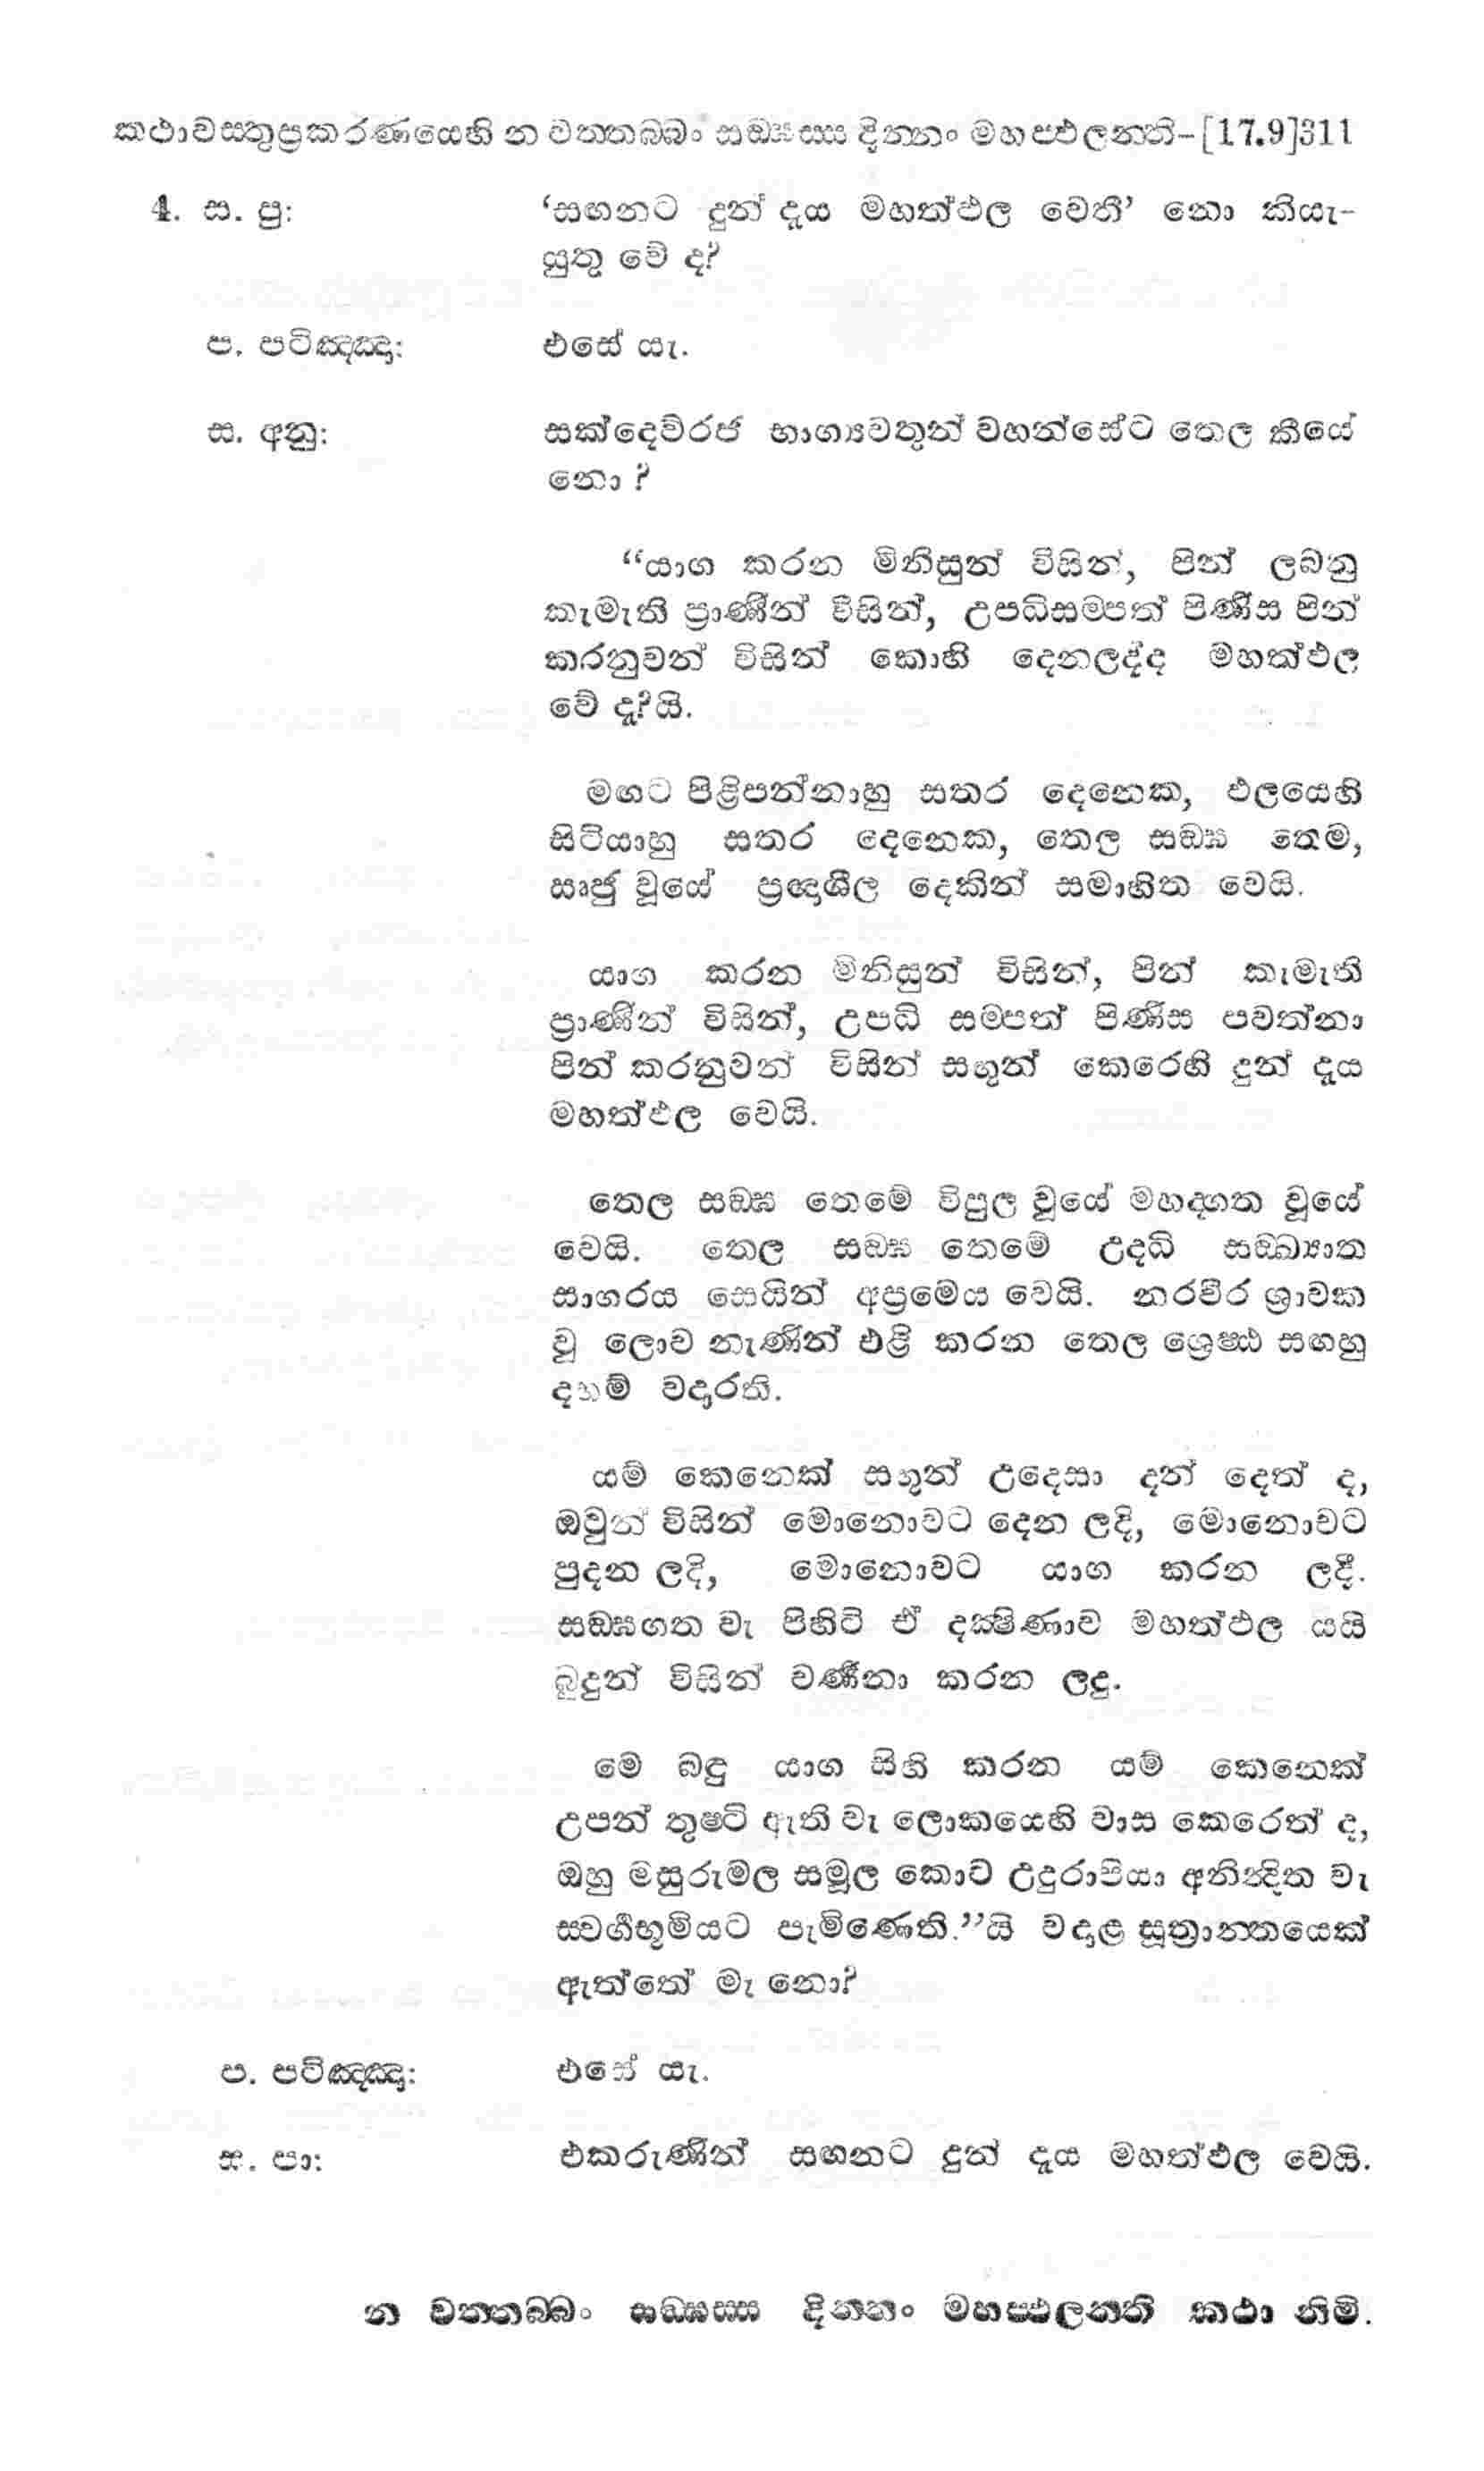 කථාවස්තුප්‍රකරණයෙහි න වත්තබ්බං සඞ්ඝස්ස දින්නං මහප්ඵලන්ති–[17.9]311
4. ස. පු: ‘සඟනට දුන් දැය මහත්ඵල වෙතී’ නො කියැ-
යුතු වේ ද?
ප. පටිඤ්ඤා: එසේ යැ.
ස. අනු: සක්දෙව්රජ භාග්‍යවතුන් වහන්සේට තෙල කීයේ
නො ?
“යාග කරන මිනිසුන් විසින්, පින් ලබනු
කැමැති ප්‍රාණීන් විසින්, උපධිසම්පත් පිණිස පින්
කරනුවන් විසින් කොහි දෙනලද්ද මහත්ඵල
වේ දැ?යි.
මඟට පිළිපන්නාහු සතර දෙනෙක, ඵලයෙහි
සිටියාහු සතර දෙනෙක, තෙල සඞ්ඝ තෙම,
ඍජු වූයේ ප්‍රඥාශීල දෙකින් සමාහිත වෙයි.
යාග කරන මිනිසුන් විසින්, පින් කැමැති
ප්‍රාණීන් විසින්, උපධි සම්පත් පිණිස පවත්නා
පින් කරනුවන් විසින් සඟුන් කෙරෙහි දුන් දැය
මහත්ඵල වෙයි.
තෙල සඞ්ඝ තෙමේ විපුල වූයේ මහද්ගත වූයේ
වෙයි. තෙල සඞ්ඝ තෙමේ උදධි සඞ්ඛ්‍යාත
සාගරය සෙයින් අප්‍රමෙය වෙයි. නරවීර ශ්‍රාවක
වූ ලොව නැණින් එළි කරන තෙල ශ්‍රෙෂ්ඨ සඟහු
දහම් වදාරති.
යම් කෙනෙක් සඟුන් උදෙසා දන් දෙත් ද,
ඔවුන් විසින් මොනොවට දෙන ලදි, මොනොවට
පුදන ලදි, මොනොවට යාග කරන ලදී.
සඞ්ඝගත වැ පිහිටි ඒ දක්‍ෂිණාව මහත්ඵල යයි
බුදුන් විසින් වර්ණනා කරන ලදු.
මෙ බඳු යාග සිහි කරන යම් කෙනෙක්
උපන් තුෂ්ටි ඇති වැ ලොකයෙහි වාස කෙරෙත් ද,
ඔහු මසුරුමල සමූල කොට උදුරාපියා අනින්‍දිත වැ
ස්වර්ගභූමියට පැමිණෙති.”යි වදාළ සූත්‍රාන්තයෙක්
ඇත්තේ මැ නො?
ප. පටිඤ්ඤා: එසේ යැ.
ස. පා: එකරුණින් සඟනට දුන් දැය මහත්ඵල වෙයි.
න වත්තබ්බං සඞ්ඝස්ස දින්නං මහප්ඵලන්ති කථා නිමි.